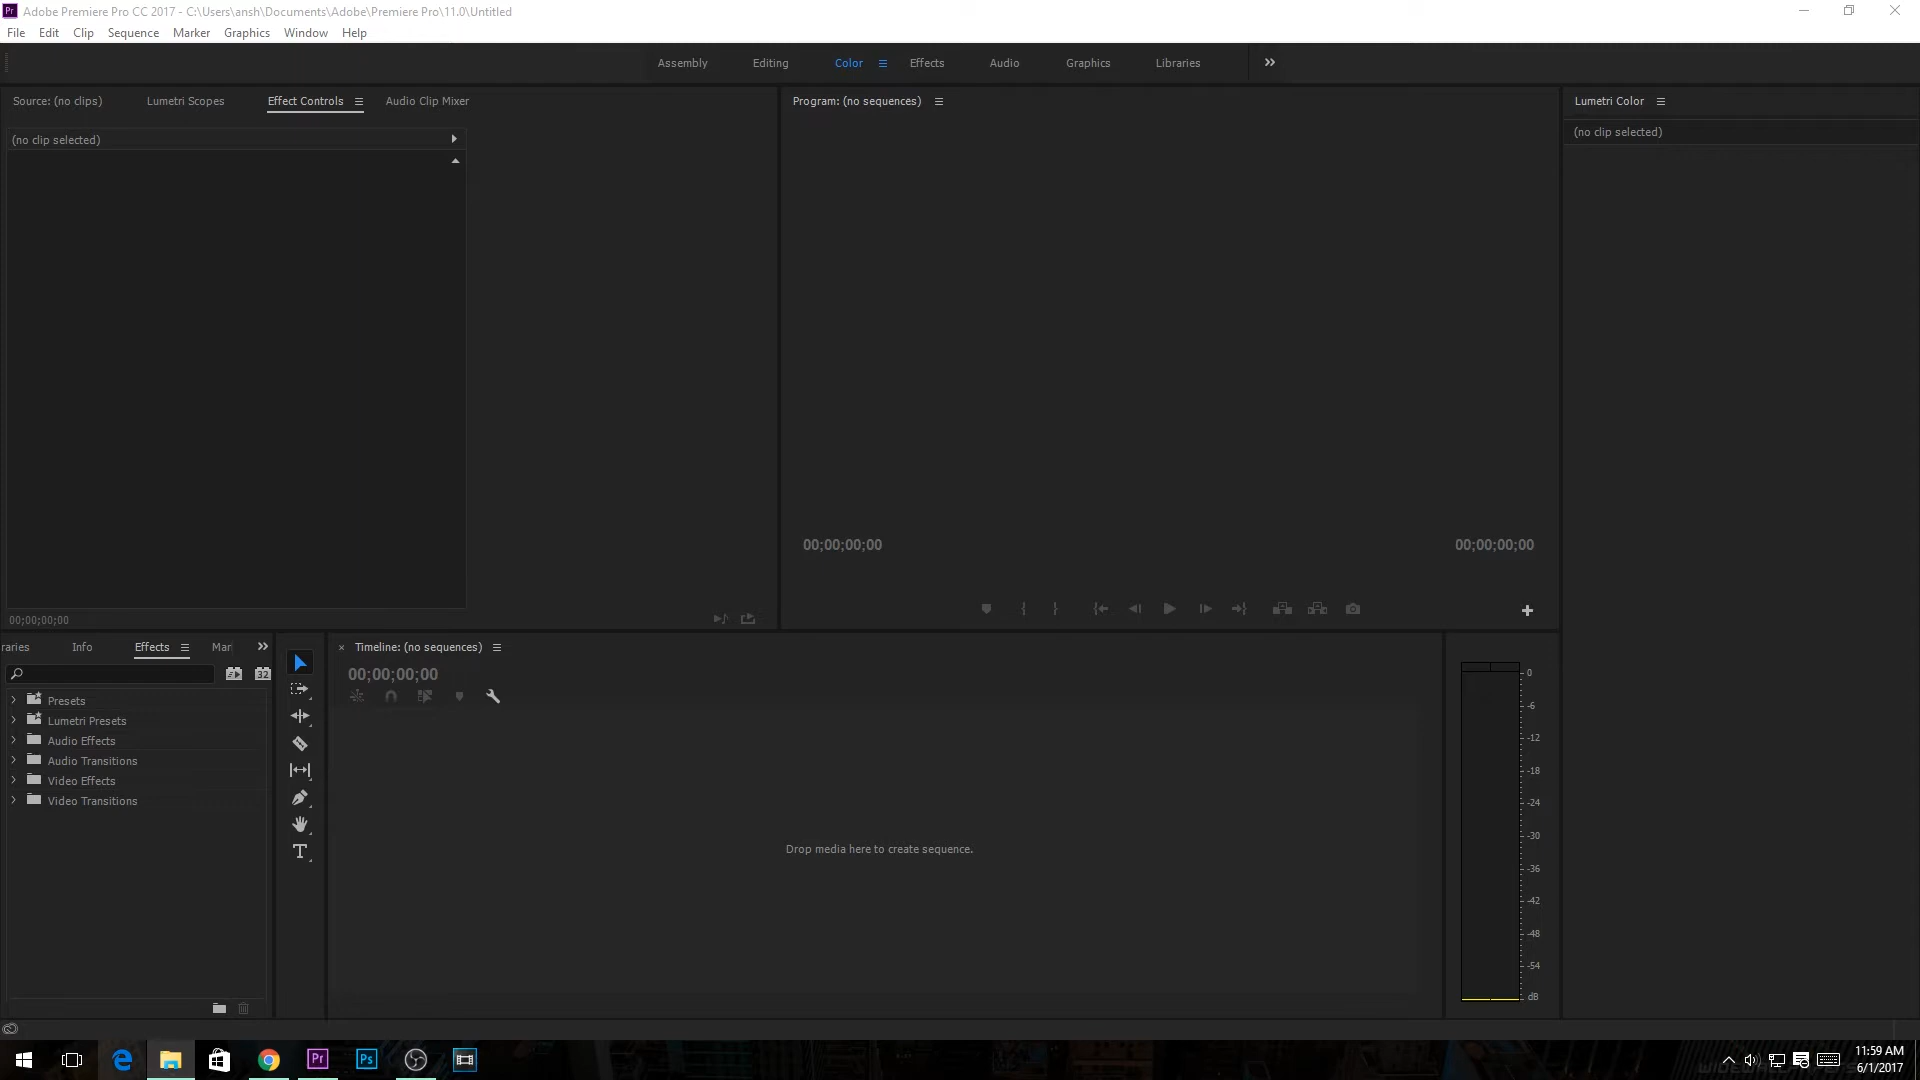 Adobe Premiere Pro CC 2017 - C:\Users\ansh\Documents\Adobe\Premiere Pro\11.0\Untitled
File Edit Clip Sequence Marker Graphics Window Help
Assembly Editing Color Effects Audio Graphics Libraries
Source: (no clips) Lumetri Scopes Effect Controls Audio Clip Mixer
Program: (no sequences)
Lumetri Color
(no clip selected)
(no clip selected)
00;00;00;00
00;00;00;00
00;00;00;00
raries Info Effects Mar
Timeline: (no sequences)
00;00;00;00
32
Presets
Lumetri Presets
Audio Effects
Audio Transitions
Video Effects
Video Transitions
T
Drop media here to create sequence.
0
-6
-12
-18
-24
-30
-36
-42
-48
-54
dB
Pr
Ps
11:59 AM
6/1/2017